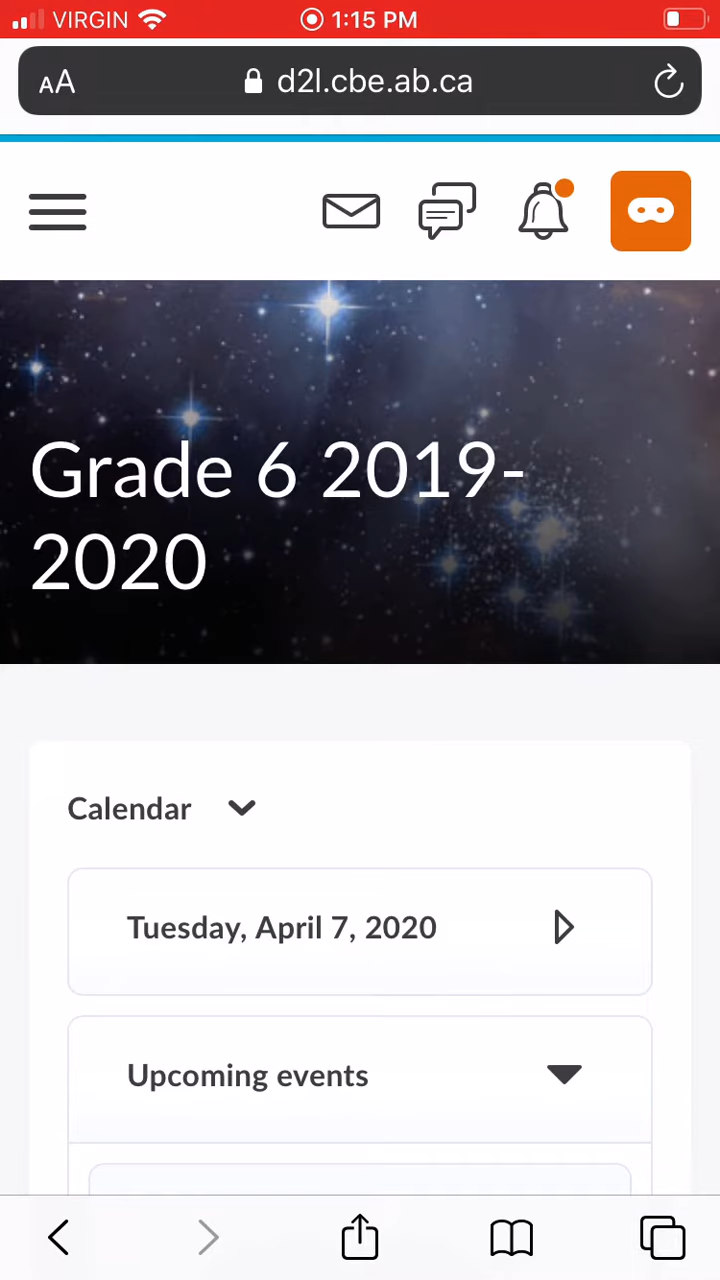 VIRGIN 1:15 PM
AA d2l.cbe.ab.ca
Grade 6 2019-
2020
Calendar
Tuesday, April 7, 2020
Upcoming events